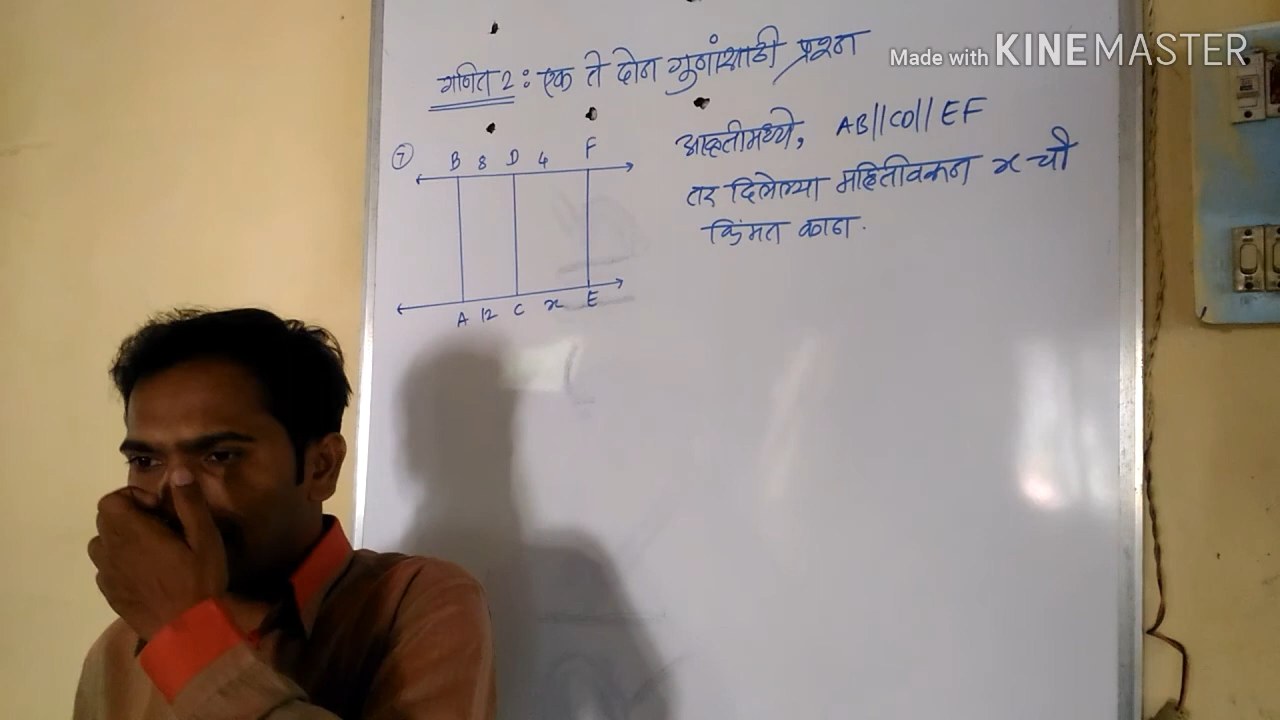 Made with KINEMASTER
गणित 2 : एक ते दोन गुणांसाठी प्रश्न
आकृतीमध्ये, AB||CD||EF
तर दिलेल्या माहितीवरून x ची
किंमत काढा.
7
B 8 D 4 F
A 12 C x E